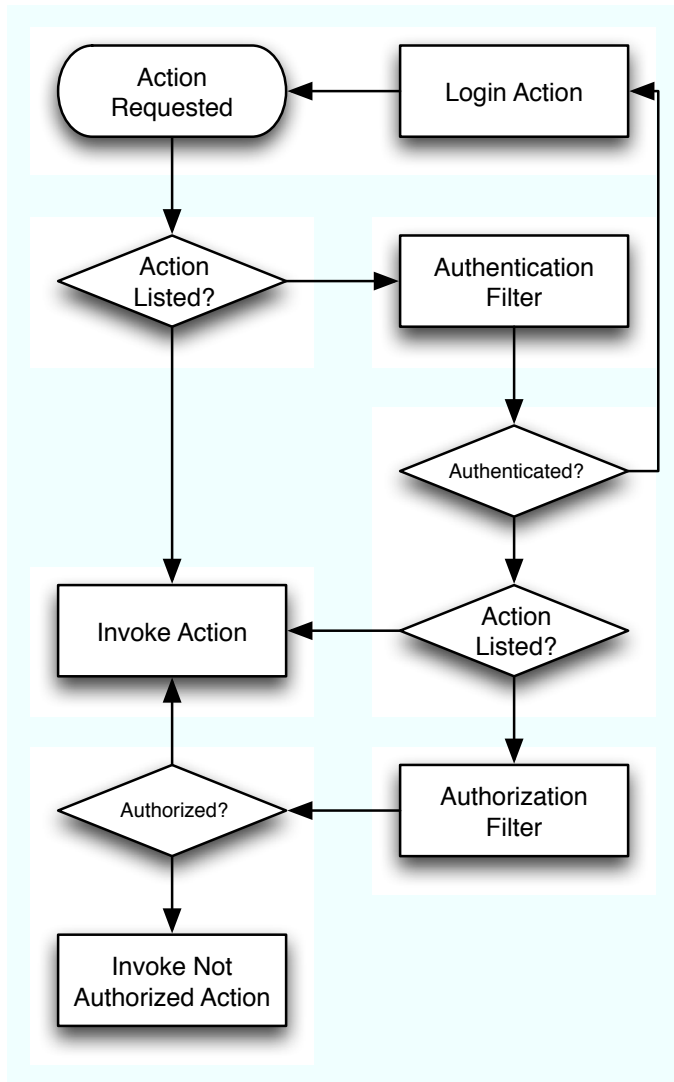 Action
Requested
Login Action
Action
Listed?
Authentication
Filter
Authenticated?
Invoke Action
Action
Listed?
Authorized?
Authorization
Filter
Invoke Not
Authorized Action